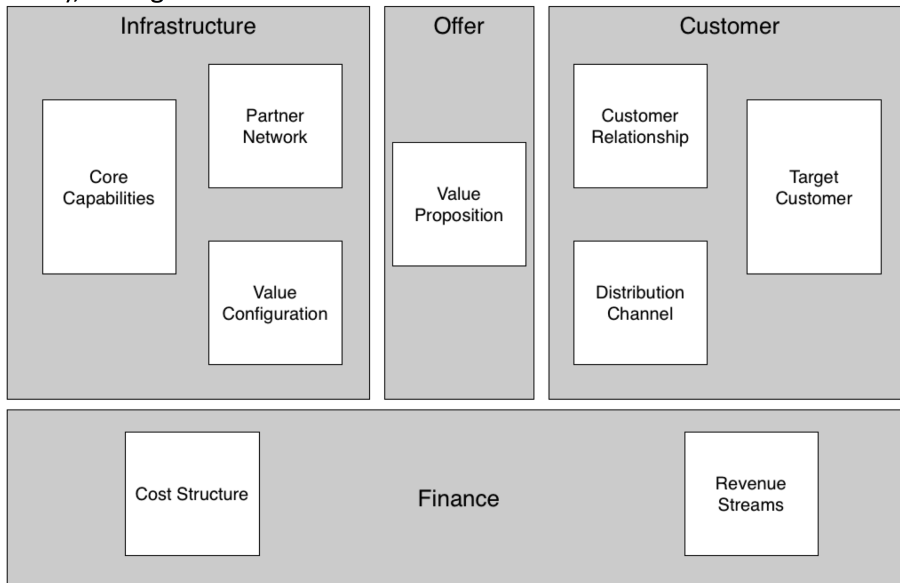 Infrastructure
Core
Capabilities
Partner
Network
Value
Configuration
Offer
Value
Proposition
Customer
Customer
Relationship
Distribution
Channel
Target
Customer
Cost Structure
Finance
Revenue
Streams